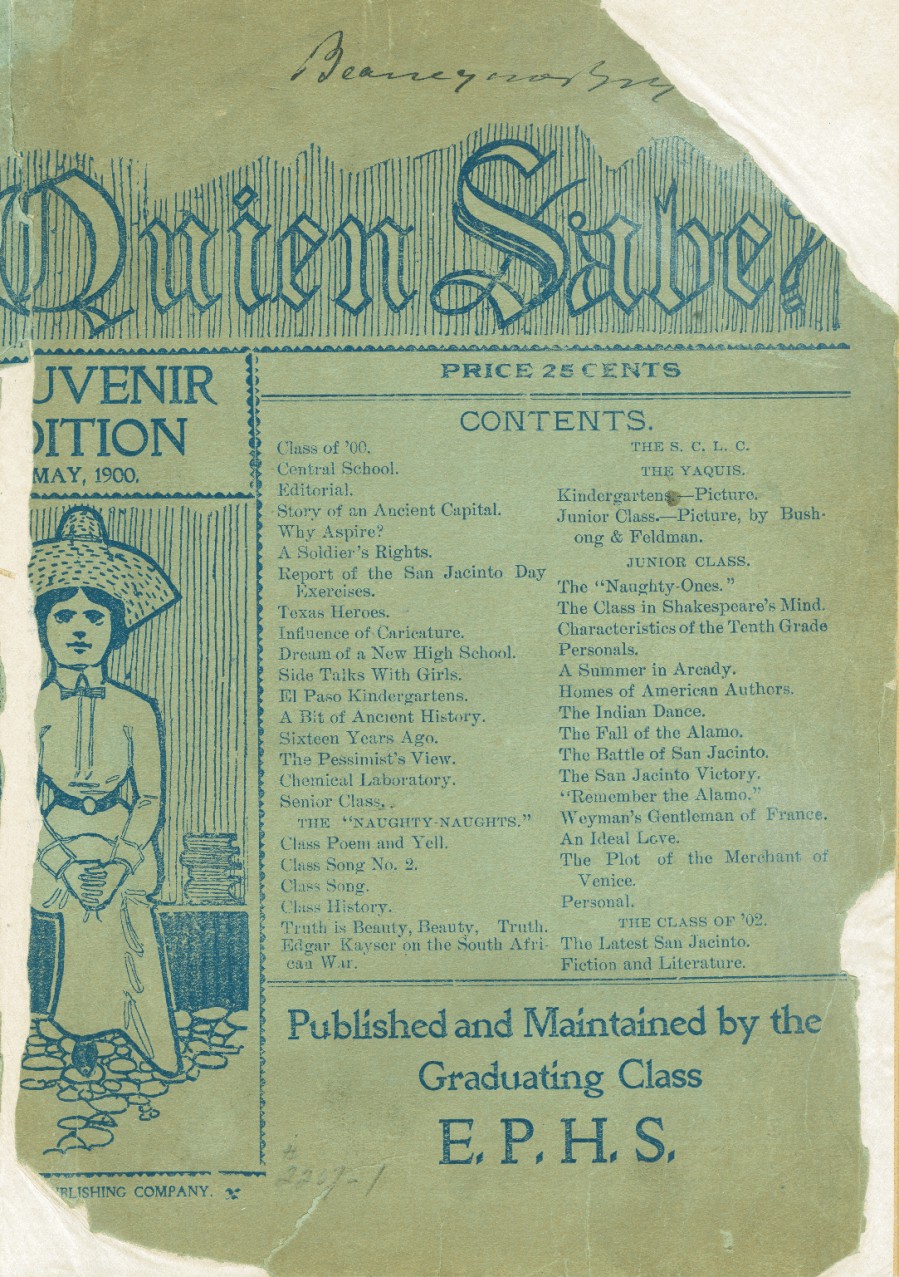 Quien Sabe?
UVENIR
DITION
MAY, 1900.
PRICE 25 CENTS
CONTENTS.
Class of '00.
Central School.
Editorial.
Story of an Ancient Capital.
Why Aspire?
A Soldier's Rights.
Report of the San Jacinto Day
Exercises.
Texas Heroes.
Influence of Caricature.
Dream of a New High School.
Side Talks With Girls.
El Paso Kindergartens.
A Bit of Ancient History.
Sixteen Years Ago.
The Pessimist's View.
Chemical Laboratory.
Senior Class.
THE "NAUGHTY-NAUGHTS."
Class Poem and Yell.
Class Song No. 2.
Class Song.
Class History.
Truth is Beauty, Beauty, Truth.
Edgar Kayser on the South Afri-
can War.
THE S. C. L. C.
THE YAQUIS.
Kindergartens—Picture.
Junior Class.—Picture, by Bush-
ong & Feldman.
JUNIOR CLASS.
The "Naughty-Ones."
The Class in Shakespeare's Mind.
Characteristics of the Tenth Grade
Personals.
A Summer in Arcady.
Homes of American Authors.
The Indian Dance.
The Fall of the Alamo.
The Battle of San Jacinto.
The San Jacinto Victory.
"Remember the Alamo."
Weyman's Gentleman of France.
An Ideal Love.
The Plot of the Merchant of
Venice.
Personal.
THE CLASS OF '02.
The Latest San Jacinto.
Fiction and Literature.
Published and Maintained by the
Graduating Class
E. P. H. S.
#
2207-1
BLISHING COMPANY.